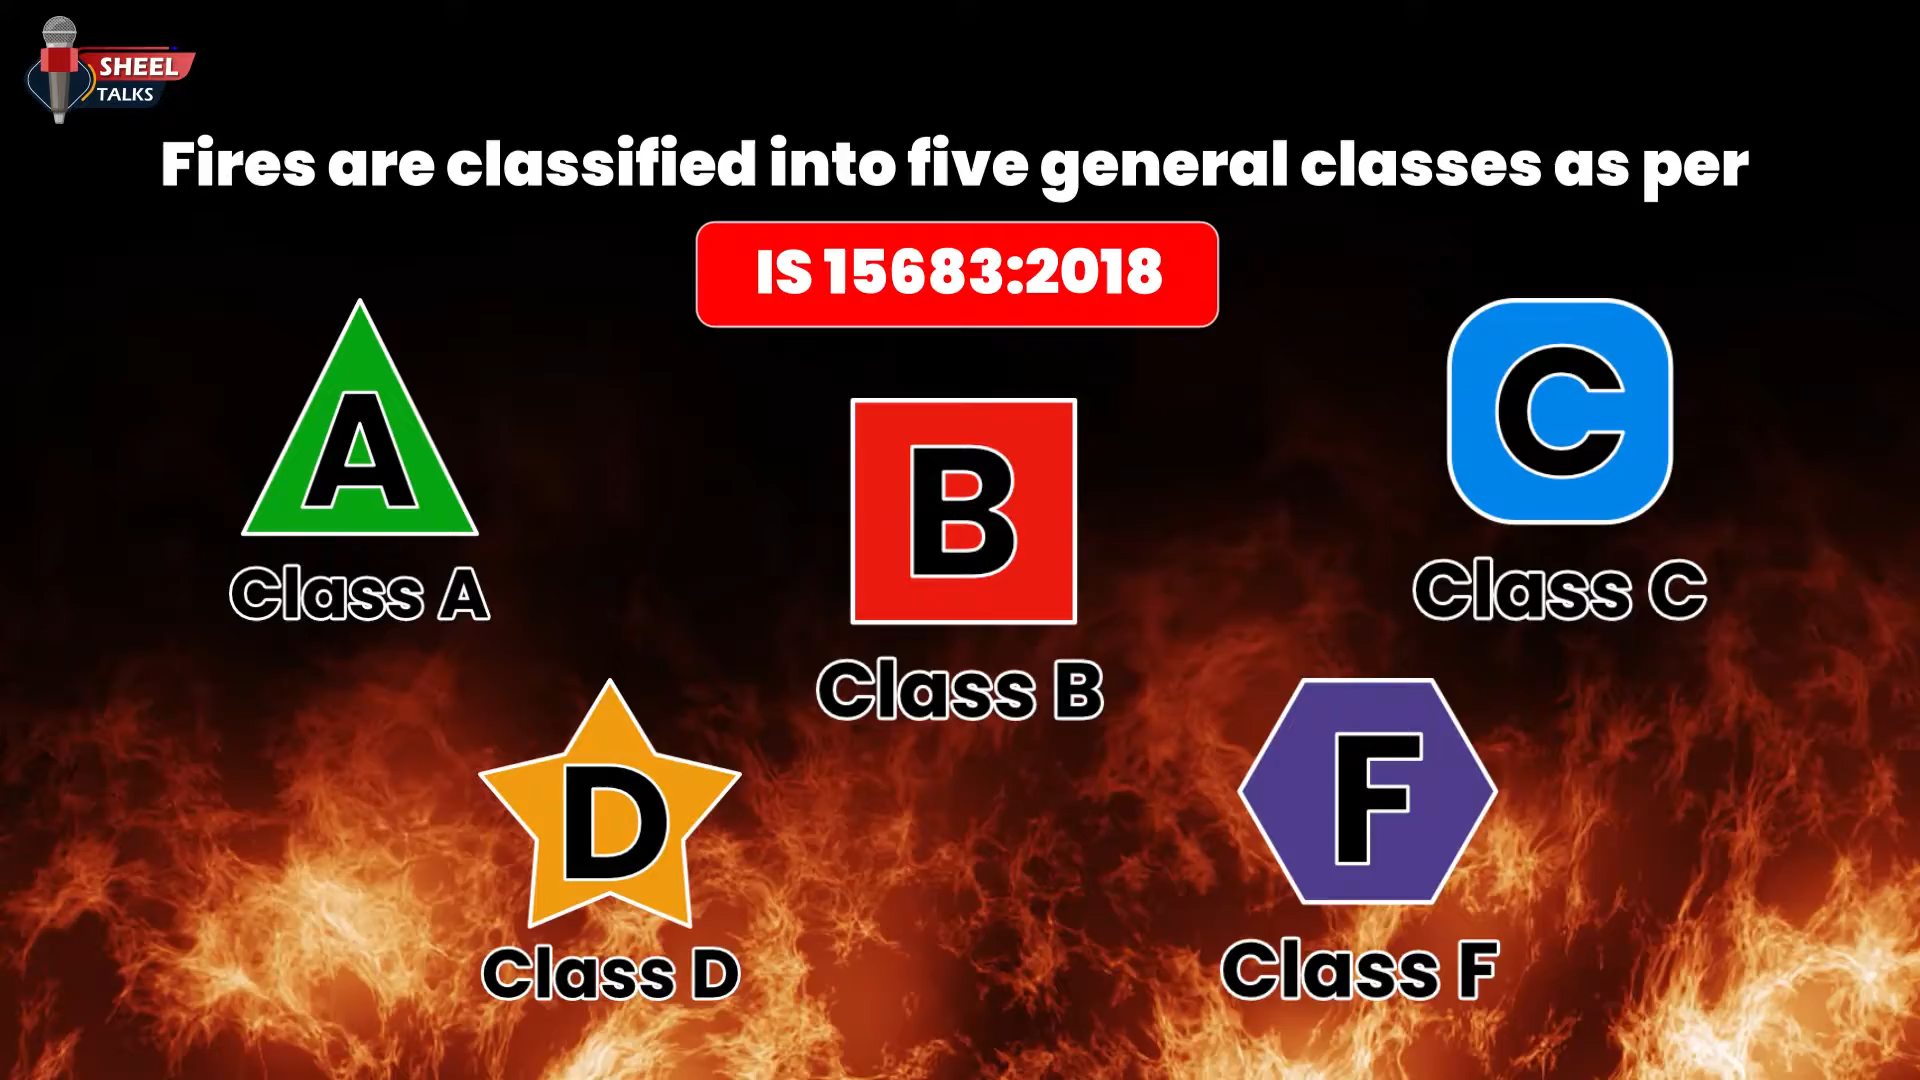 SHEEL
TALKS
Fires are classified into five general classes as per
IS 15683:2018
A
Class A
B
Class B
C
Class C
D
Class D
F
Class F